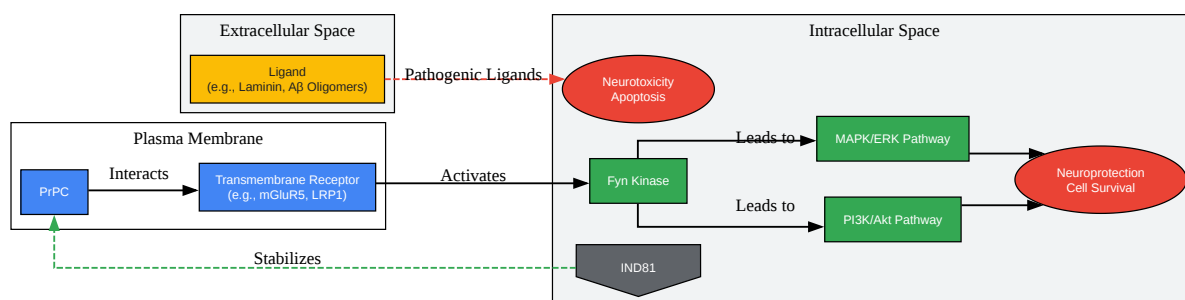 Extracellular Space
Ligand
(e.g., Laminin, Aβ Oligomers)
Pathogenic Ligands
Intracellular Space
Neurotoxicity
Apoptosis
Plasma Membrane
PrPC
Interacts
Transmembrane Receptor
(e.g., mGluR5, LRP1)
Activates
Fyn Kinase
Leads to
MAPK/ERK Pathway
Leads to
PI3K/Akt Pathway
Neuroprotection
Cell Survival
Stabilizes
IND81